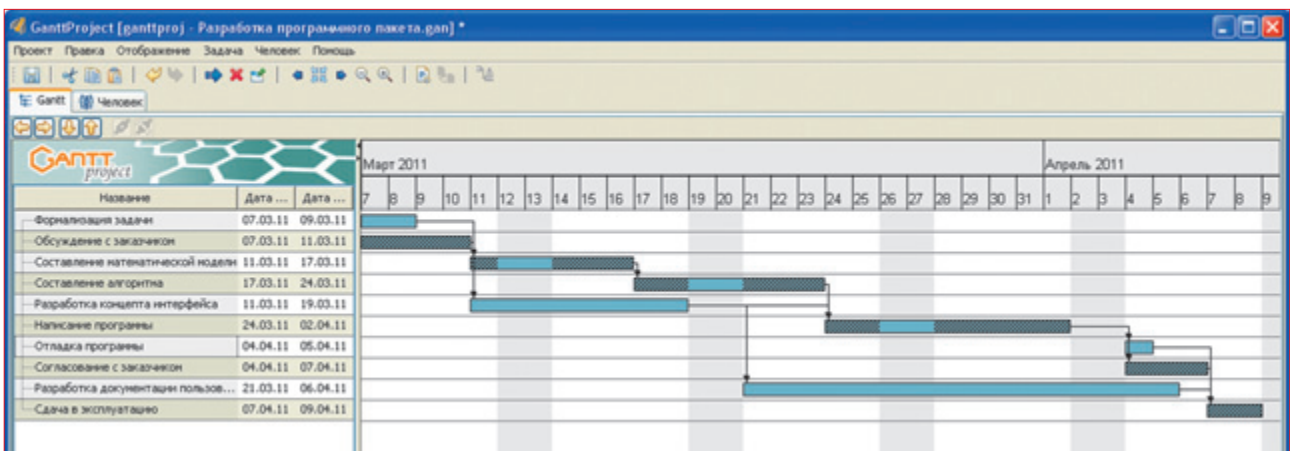 GanttProject [ganttproj - Разработка программного пакета.gan] *
Проект Правка Отображение Задача Человек Помощь
Gantt Человек
GANTT project
Март 2011 Апрель 2011
Название Дата ... Дата ... 7 8 9 10 11 12 13 14 15 16 17 18 19 20 21 22 23 24 25 26 27 28 29 30 31 1 2 3 4 5 6 7 8 9
Формализация задачи 07.03.11 09.03.11
Обсуждение с заказчиком 07.03.11 11.03.11
Составление математической модели 11.03.11 17.03.11
Составление алгоритма 17.03.11 24.03.11
Разработка концепта интерфейса 11.03.11 19.03.11
Написание программы 24.03.11 02.04.11
Отладка программы 04.04.11 05.04.11
Согласование с заказчиком 04.04.11 07.04.11
Разработка документации пользов... 21.03.11 06.04.11
Сдача в эксплуатацию 07.04.11 09.04.11